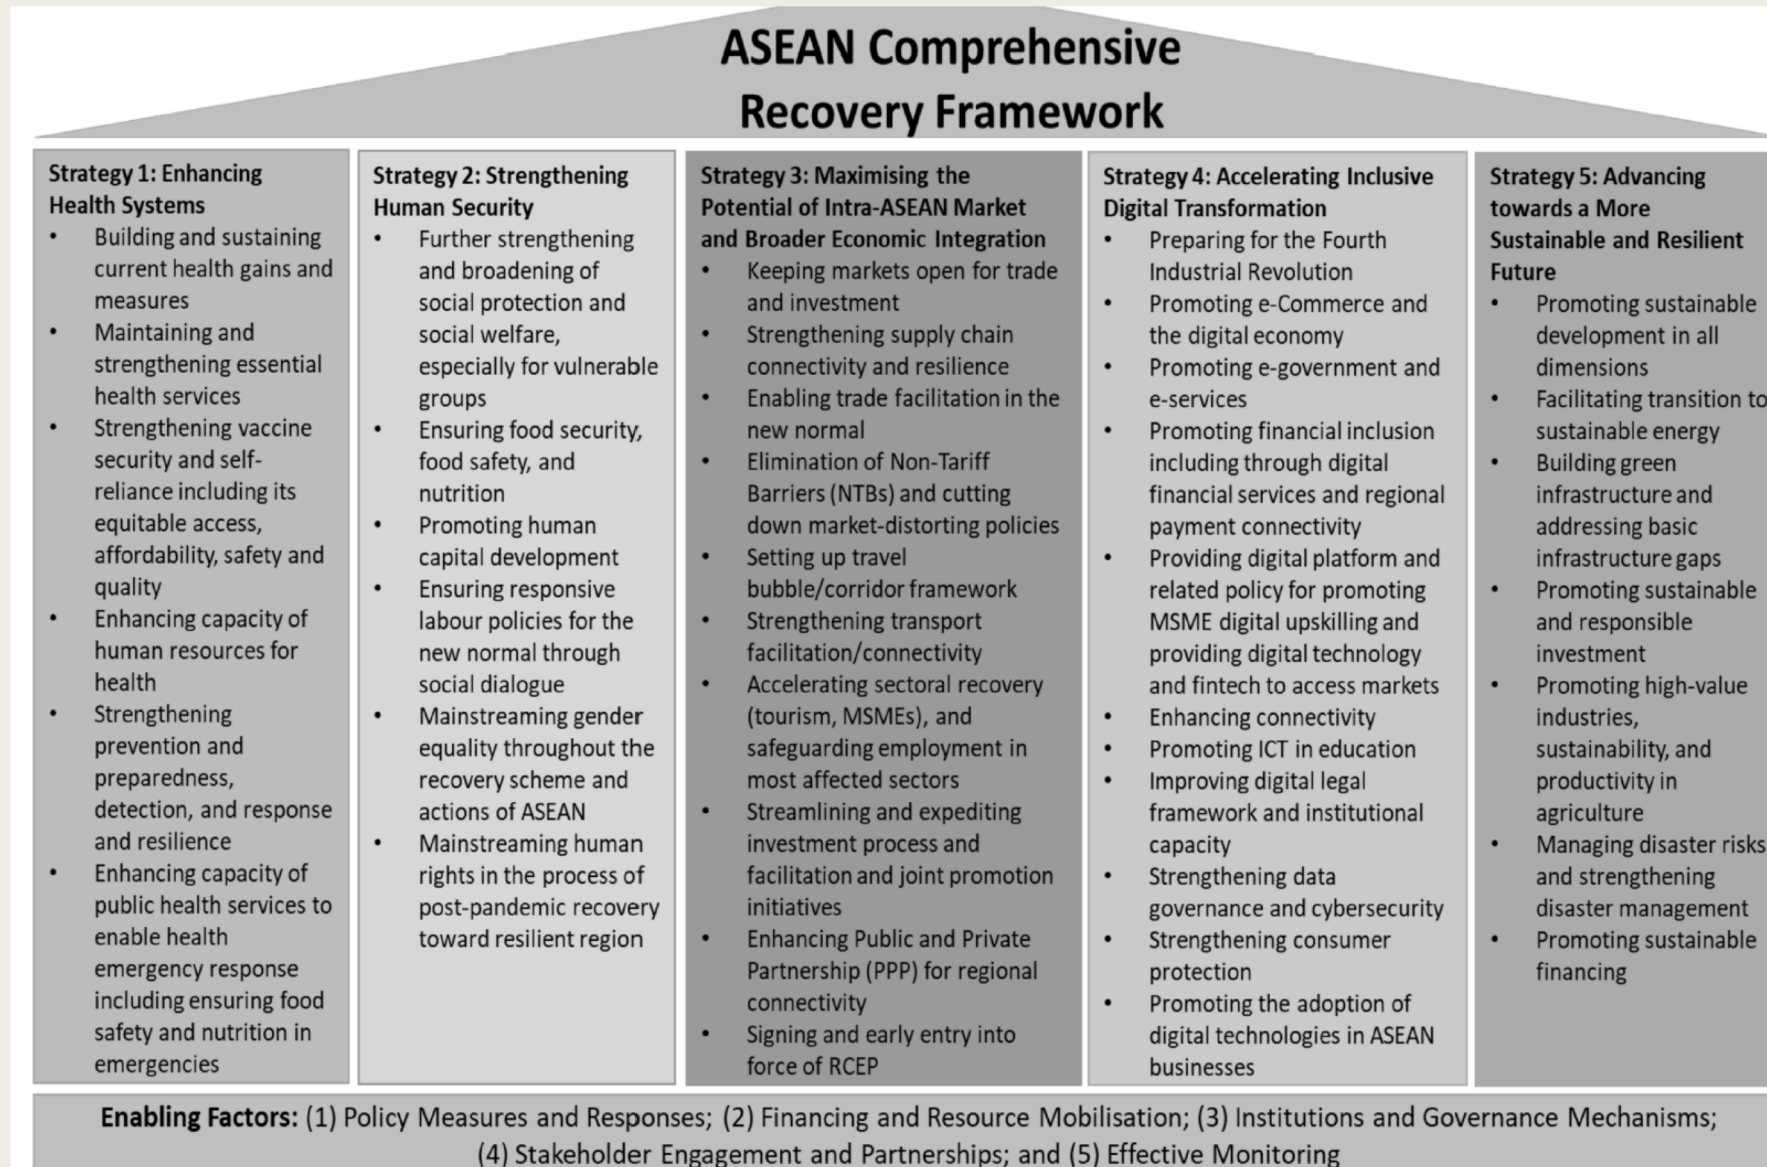 ASEAN Comprehensive
Recovery Framework
Strategy 1: Enhancing
Health Systems
• Building and sustaining
current health gains and
measures
• Maintaining and
strengthening essential
health services
• Strengthening vaccine
security and self-
reliance including its
equitable access,
affordability, safety and
quality
• Enhancing capacity of
human resources for
health
• Strengthening
prevention and
preparedness,
detection, and response
and resilience
• Enhancing capacity of
public health services to
enable health
emergency response
including ensuring food
safety and nutrition in
emergencies
Strategy 2: Strengthening
Human Security
• Further strengthening
and broadening of
social protection and
social welfare,
especially for vulnerable
groups
• Ensuring food security,
food safety, and
nutrition
• Promoting human
capital development
• Ensuring responsive
labour policies for the
new normal through
social dialogue
• Mainstreaming gender
equality throughout the
recovery scheme and
actions of ASEAN
• Mainstreaming human
rights in the process of
post-pandemic recovery
toward resilient region
Strategy 3: Maximising the
Potential of Intra-ASEAN Market
and Broader Economic Integration
• Keeping markets open for trade
and investment
• Strengthening supply chain
connectivity and resilience
• Enabling trade facilitation in the
new normal
• Elimination of Non-Tariff
Barriers (NTBs) and cutting
down market-distorting policies
• Setting up travel
bubble/corridor framework
• Strengthening transport
facilitation/connectivity
• Accelerating sectoral recovery
(tourism, MSMEs), and
safeguarding employment in
most affected sectors
• Streamlining and expediting
investment process and
facilitation and joint promotion
initiatives
• Enhancing Public and Private
Partnership (PPP) for regional
connectivity
• Signing and early entry into
force of RCEP
Strategy 4: Accelerating Inclusive
Digital Transformation
• Preparing for the Fourth
Industrial Revolution
• Promoting e-Commerce and
the digital economy
• Promoting e-government and
e-services
• Promoting financial inclusion
including through digital
financial services and regional
payment connectivity
• Providing digital platform and
related policy for promoting
MSME digital upskilling and
providing digital technology
and fintech to access markets
• Enhancing connectivity
• Promoting ICT in education
• Improving digital legal
framework and institutional
capacity
• Strengthening data
governance and cybersecurity
• Strengthening consumer
protection
• Promoting the adoption of
digital technologies in ASEAN
businesses
Strategy 5: Advancing
towards a More
Sustainable and Resilient
Future
• Promoting sustainable
development in all
dimensions
• Facilitating transition to
sustainable energy
• Building green
infrastructure and
addressing basic
infrastructure gaps
• Promoting sustainable
and responsible
investment
• Promoting high-value
industries,
sustainability, and
productivity in
agriculture
• Managing disaster risks
and strengthening
disaster management
• Promoting sustainable
financing
Enabling Factors: (1) Policy Measures and Responses; (2) Financing and Resource Mobilisation; (3) Institutions and Governance Mechanisms;
(4) Stakeholder Engagement and Partnerships; and (5) Effective Monitoring